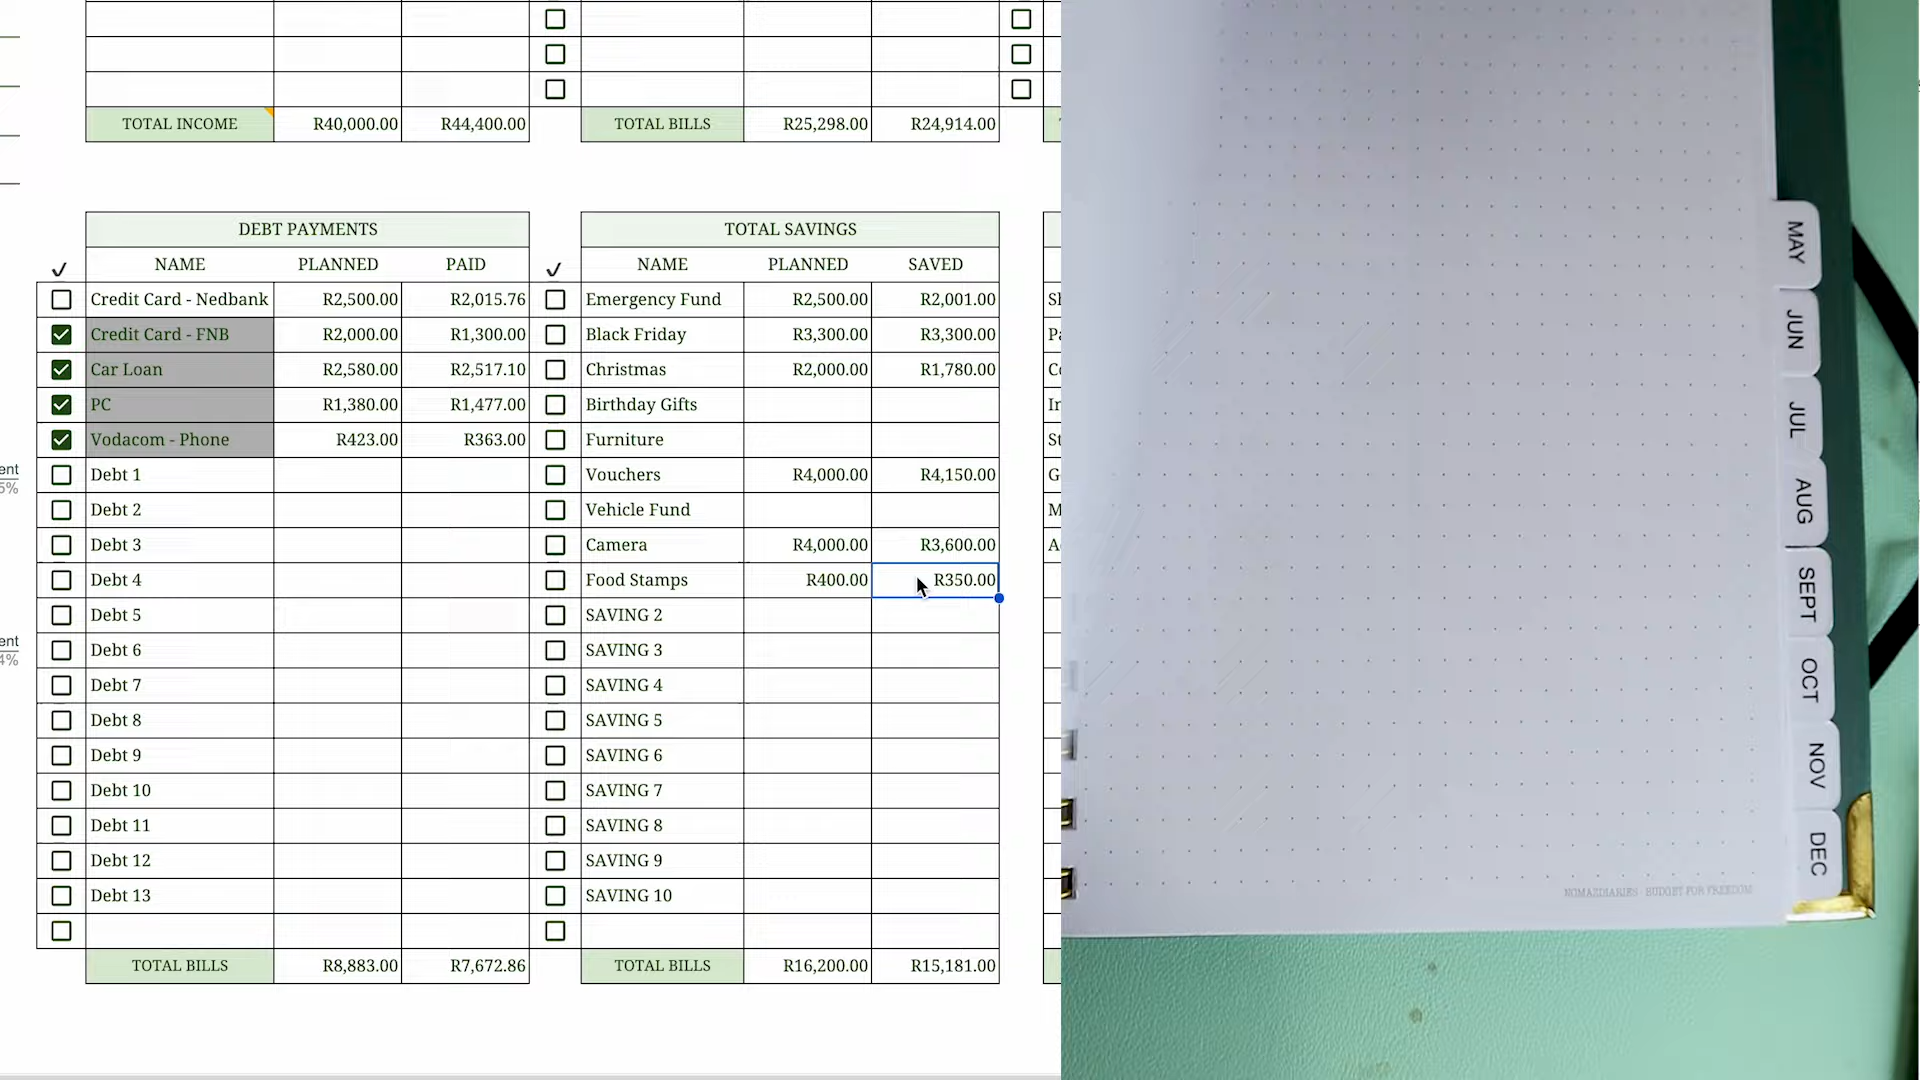 TOTAL INCOME R40,000.00 R44,400.00 TOTAL BILLS R25,298.00 R24,914.00
DEBT PAYMENTS TOTAL SAVINGS
NAME PLANNED PAID NAME PLANNED SAVED
Credit Card - Nedbank R2,500.00 R2,015.76 Emergency Fund R2,500.00 R2,001.00
Credit Card - FNB R2,000.00 R1,300.00 Black Friday R3,300.00 R3,300.00
Car Loan R2,580.00 R2,517.10 Christmas R2,000.00 R1,780.00
PC R1,380.00 R1,477.00 Birthday Gifts
Vodacom - Phone R423.00 R363.00 Furniture
Debt 1 Vouchers R4,000.00 R4,150.00
Debt 2 Vehicle Fund
Debt 3 Camera R4,000.00 R3,600.00
Debt 4 Food Stamps R400.00 R350.00
Debt 5 SAVING 2
Debt 6 SAVING 3
Debt 7 SAVING 4
Debt 8 SAVING 5
Debt 9 SAVING 6
Debt 10 SAVING 7
Debt 11 SAVING 8
Debt 12 SAVING 9
Debt 13 SAVING 10
TOTAL BILLS R8,883.00 R7,672.86 TOTAL BILLS R16,200.00 R15,181.00
MAY
JUN
JUL
AUG
SEPT
OCT
NOV
DEC
NOMAZDIARIES BUDGET FOR FREEDOM